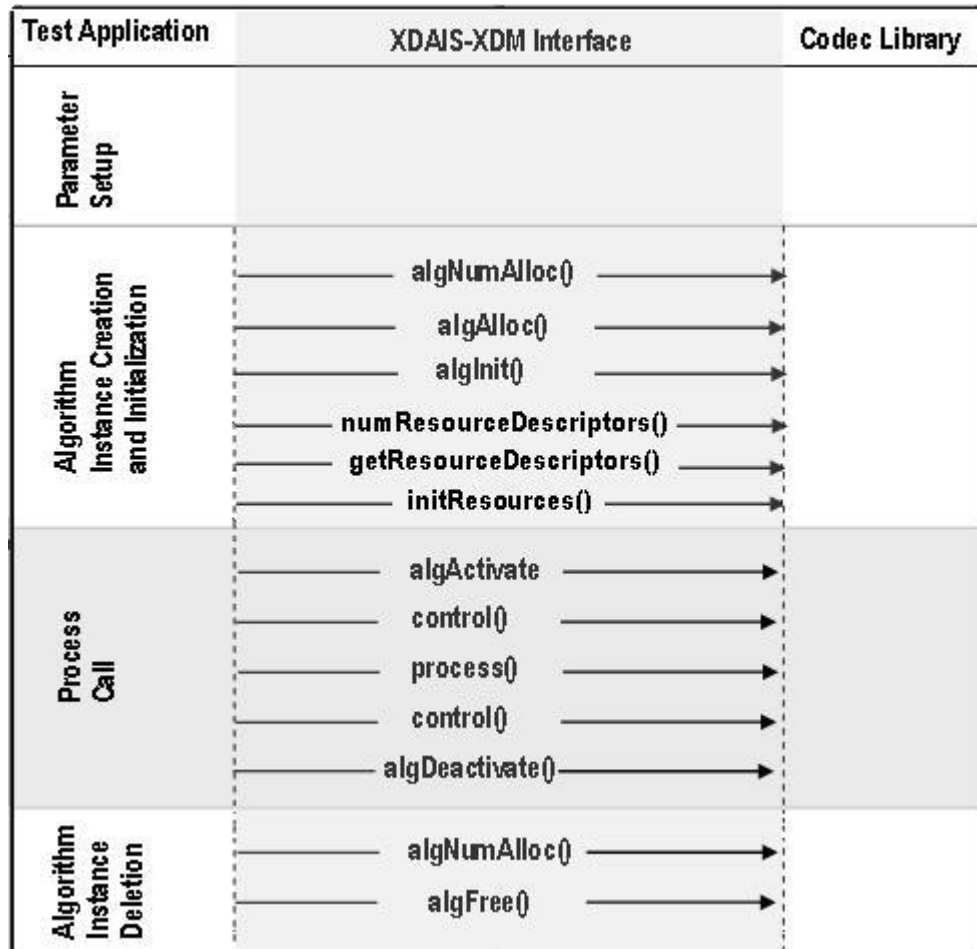 Test Application
XDAIS-XDM Interface
Codec Library
Parameter
Setup
Algorithm
Instance Creation
and Initialization
algNumAlloc()
algAlloc()
algInit()
numResourceDescriptors()
getResourceDescriptors()
initResources()
Process
Call
algActivate
control()
process()
control()
algDeactivate()
Algorithm
Instance
Deletion
algNumAlloc()
algFree()